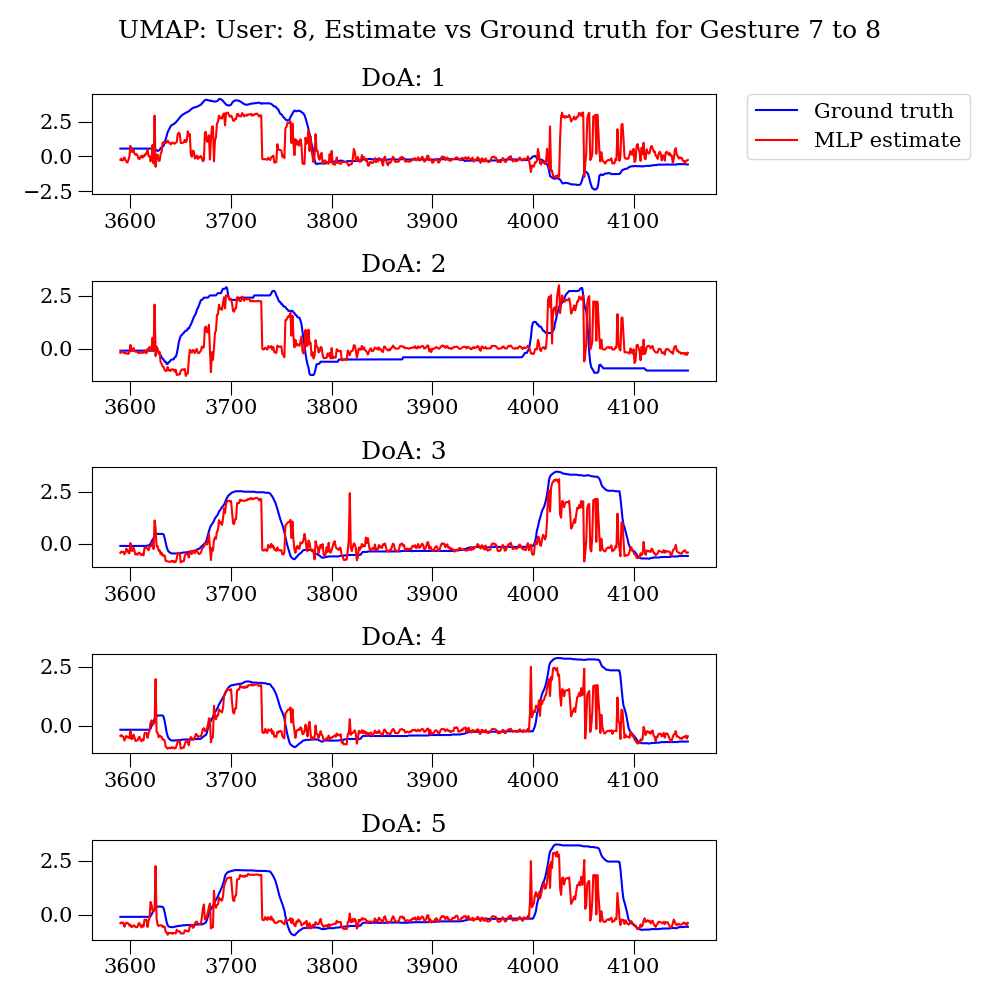 UMAP: User: 8, Estimate vs Ground truth for Gesture 7 to 8
DoA: 1
2.5
0.0
−2.5
3600 3700 3800 3900 4000 4100
Ground truth
MLP estimate
DoA: 2
2.5
0.0
3600 3700 3800 3900 4000 4100
DoA: 3
2.5
0.0
3600 3700 3800 3900 4000 4100
DoA: 4
2.5
0.0
3600 3700 3800 3900 4000 4100
DoA: 5
2.5
0.0
3600 3700 3800 3900 4000 4100